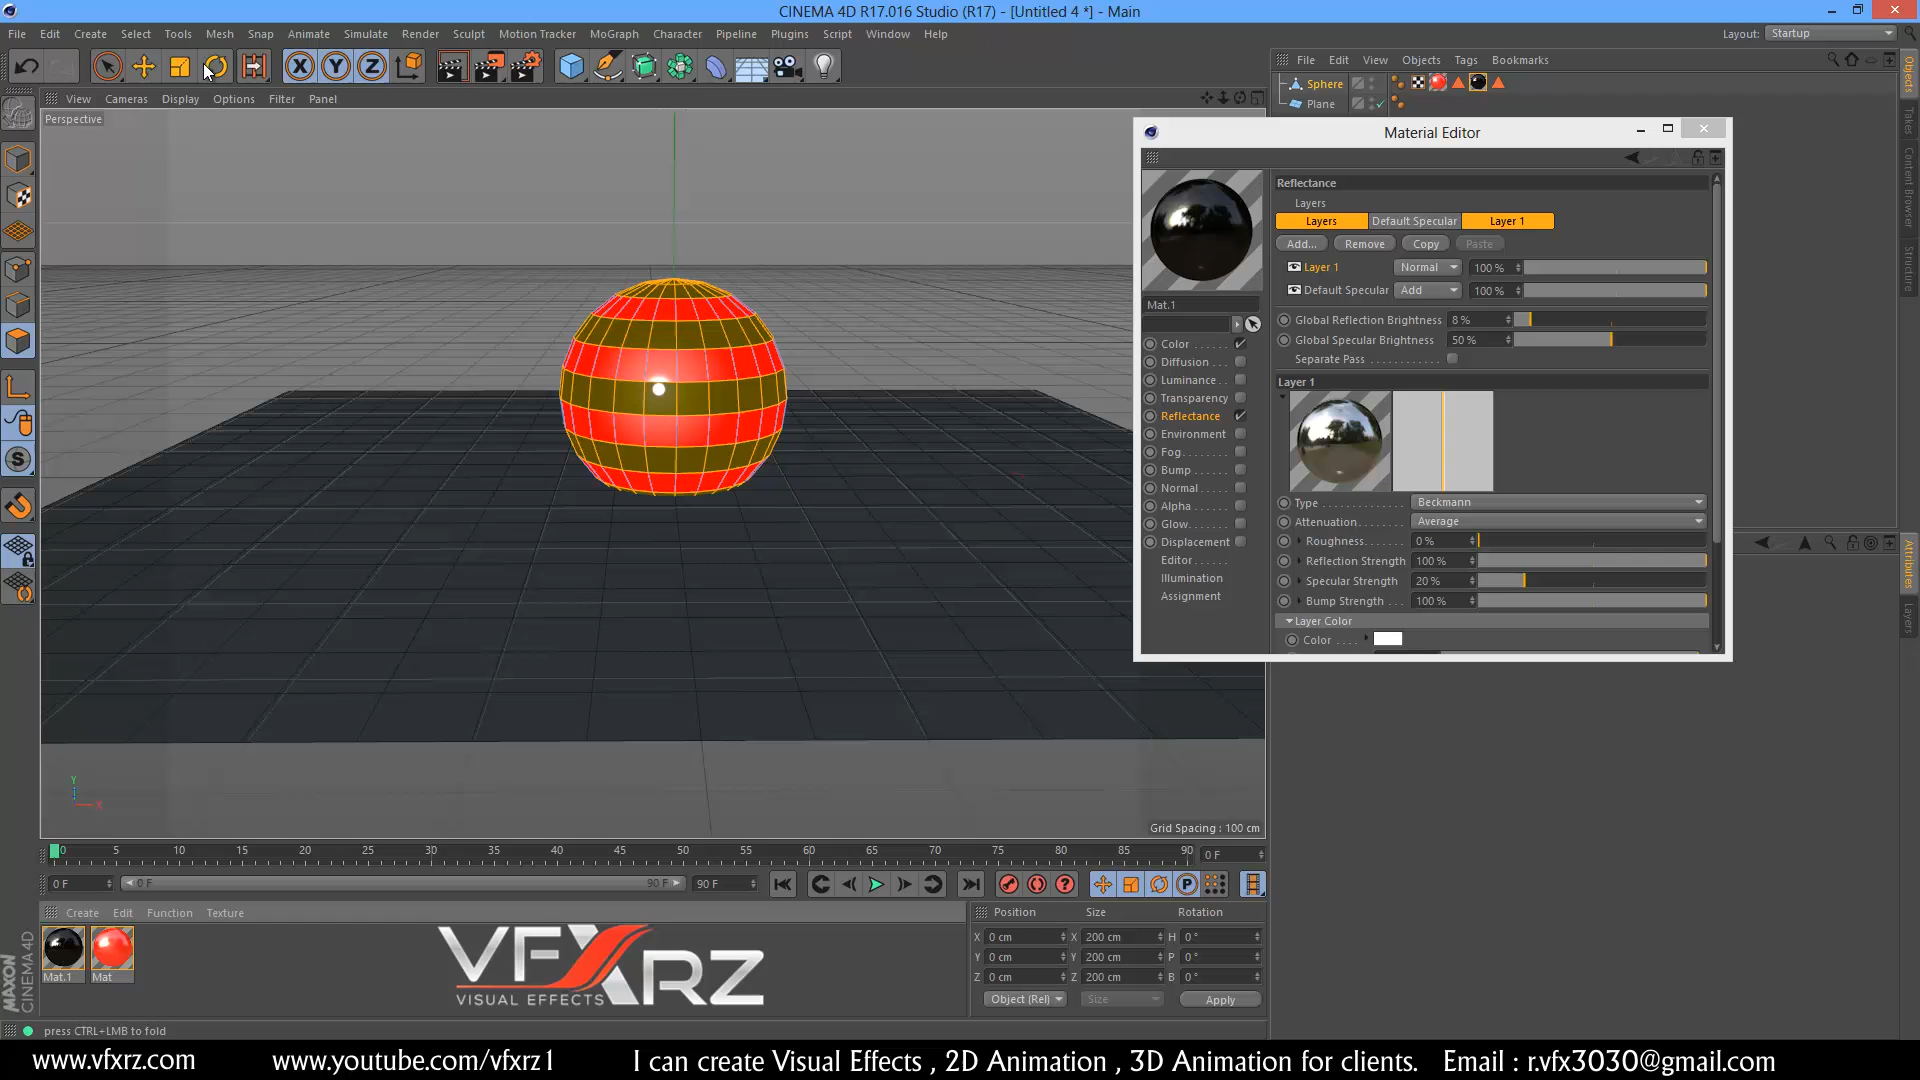 CINEMA 4D R17.016 Studio (R17) - [Untitled 4 *] - Main
File Edit Create Select Tools Mesh Snap Animate Simulate Render Sculpt Motion Tracker MoGraph Character Pipeline Plugins Script Window Help
Layout: Startup
X Y Z
File Edit View Objects Tags Bookmarks
Sphere
Plane
View Cameras Display Options Filter Panel
Perspective
Material Editor
Reflectance
Layers
Layers Default Specular Layer 1
Add... Remove Copy Paste
Layer 1 Normal 100 %
Default Specular Add 100 %
Global Reflection Brightness 8 %
Global Specular Brightness 50 %
Separate Pass
Layer 1
Type Beckmann
Attenuation Average
Roughness 0 %
Reflection Strength 100 %
Specular Strength 20 %
Bump Strength 100 %
Layer Color
Color
Mat.1
Color
Diffusion
Luminance
Transparency
Reflectance
Environment
Fog
Bump
Normal
Alpha
Glow
Displacement
Editor
Illumination
Assignment
Objects
Takes
Content Browser
Structure
Attributes
Layers
S
Y
X
Grid Spacing : 100 cm
0 5 10 15 20 25 30 35 40 45 50 55 60 65 70 75 80 85 90
0 F
0 F 0 F 90 F 90 F
P
Create Edit Function Texture
Mat.1 Mat
VFXRZ
VISUAL EFFECTS
Position Size Rotation
X 0 cm X 200 cm H 0 °
Y 0 cm Y 200 cm P 0 °
Z 0 cm Z 200 cm B 0 °
Object (Rel) Size Apply
MAXON
CINEMA 4D
press CTRL+LMB to fold
www.vfxrz.com www.youtube.com/vfxrz1 I can create Visual Effects , 2D Animation , 3D Animation for clients. Email : r.vfx3030@gmail.com